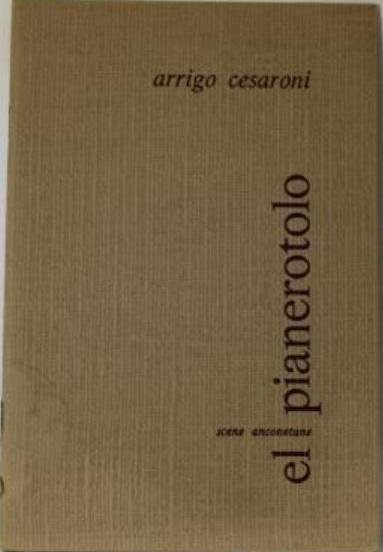 arrigo cesaroni
el pianerotolo
scene anconetane